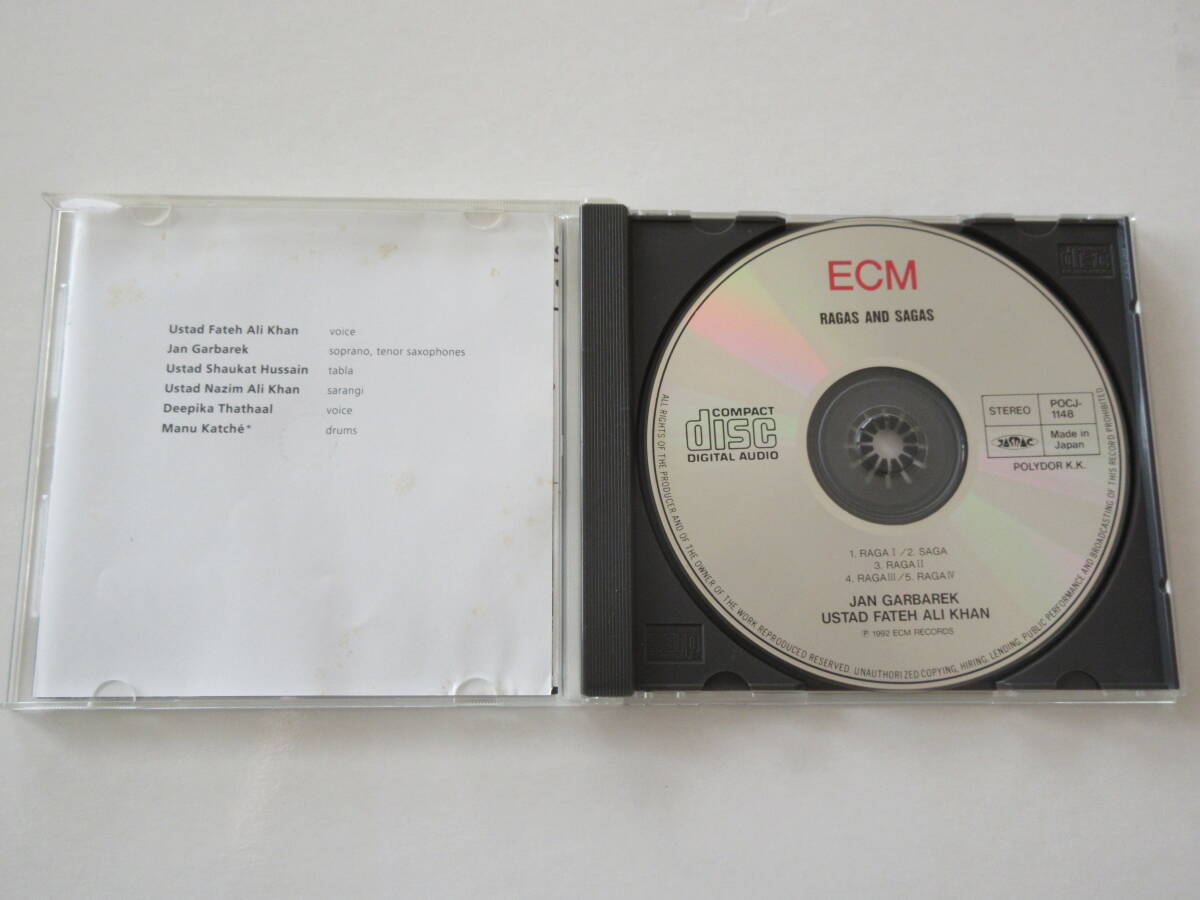 Ustad Fateh Ali Khan voice
Jan Garbarek soprano, tenor saxophones
Ustad Shaukat Hussain tabla
Ustad Nazim Ali Khan sarangi
Deepika Thathaal voice
Manu Katché* drums
ECM
RAGAS AND SAGAS
COMPACT
disc
DIGITAL AUDIO
STEREO POCJ-
1148
JASRAC Made in
Japan
POLYDOR K.K.
1. RAGA I/2. SAGA
3. RAGA II
4. RAGA III/5. RAGA IV
JAN GARBAREK
USTAD FATEH ALI KHAN
Ⓟ 1992 ECM RECORDS
ALL RIGHTS OF THE PRODUCER AND OF THE OWNER OF THE WORK REPRODUCED RESERVED. UNAUTHORIZED COPYING, HIRING, LENDING, PUBLIC PERFORMANCE AND BROADCASTING OF THIS RECORD PROHIBITED.
disc
disc